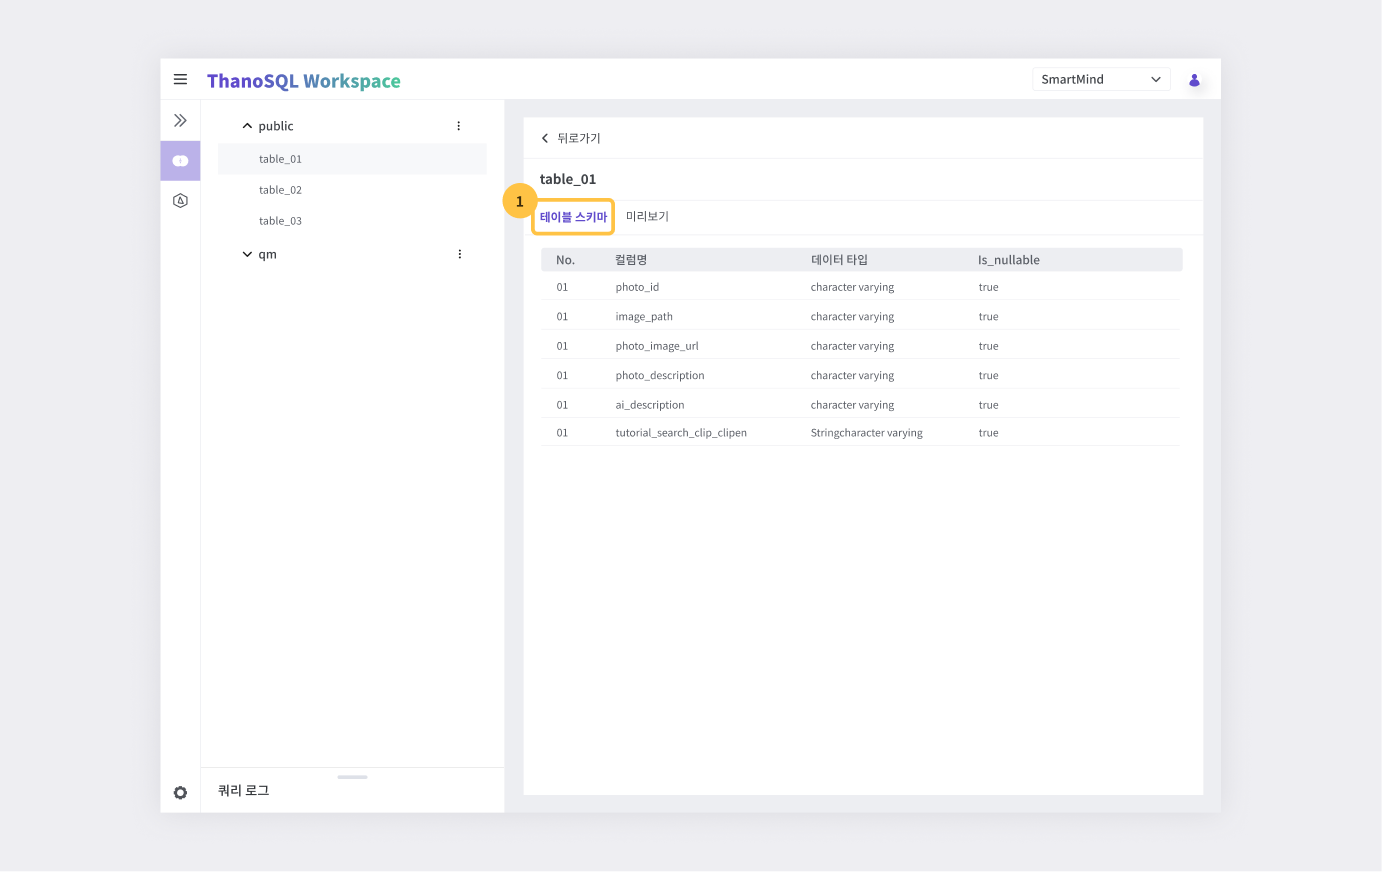 ThanoSQL Workspace
SmartMind
public
table_01
table_02
table_03
qm
쿼리 로그
뒤로가기
table_01
1
테이블 스키마 미리보기
No. 컬럼명 데이터 타입 Is_nullable
01 photo_id character varying true
01 image_path character varying true
01 photo_image_url character varying true
01 photo_description character varying true
01 ai_description character varying true
01 tutorial_search_clip_clipen Stringcharacter varying true